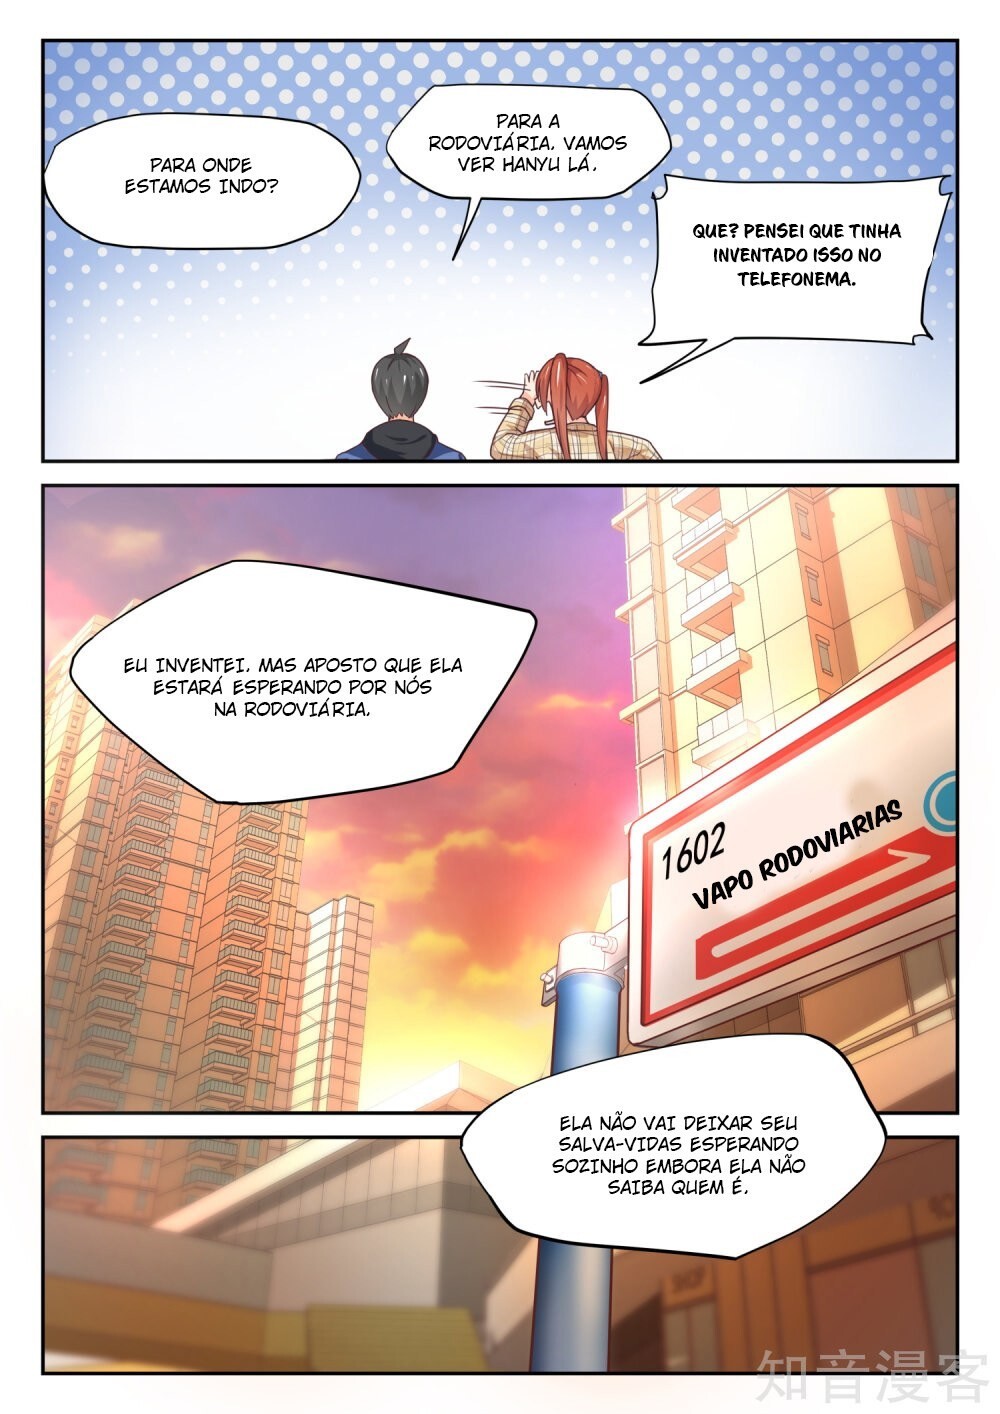 PARA ONDE
ESTAMOS INDO?
PARA A
RODOVIÁRIA. VAMOS
VER HANYU LÁ.
QUE? PENSEI QUE TINHA
INVENTADO ISSO NO
TELEFONEMA.
EU INVENTEI. MAS APOSTO QUE ELA
ESTARÁ ESPERANDO POR NÓS
NA RODOVIÁRIA.
1602
VAPO RODOVIARIAS
ELA NÃO VAI DEIXAR SEU
SALVA-VIDAS ESPERANDO
SOZINHO EMBORA ELA NÃO
SAIBA QUEM É.
知音漫客